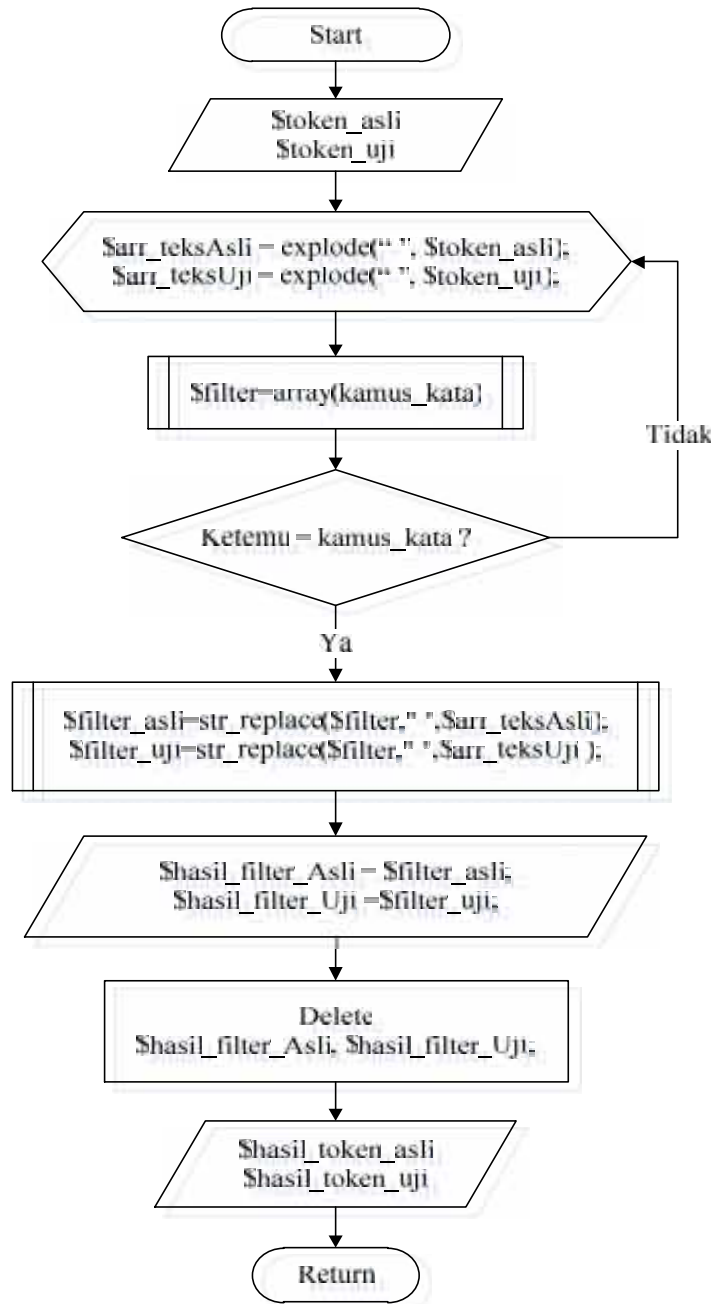 Start
$token_asli
$token_uji
$arr_teksAsli = explode(“ ”, $token_asli);
$arr_teksUji = explode(“ ”, $token_uji);
$filter=array(kamus_kata)
Tidak
Ketemu = kamus_kata ?
Ya
$filter_asli=str_replace($filter," ",$arr_teksAsli);
$filter_uji=str_replace($filter," ",$arr_teksUji );
$hasil_filter_Asli = $filter_asli;
$hasil_filter_Uji =$filter_uji;
Delete
$hasil_filter_Asli, $hasil_filter_Uji;
$hasil_token_asli
$hasil_token_uji
Return